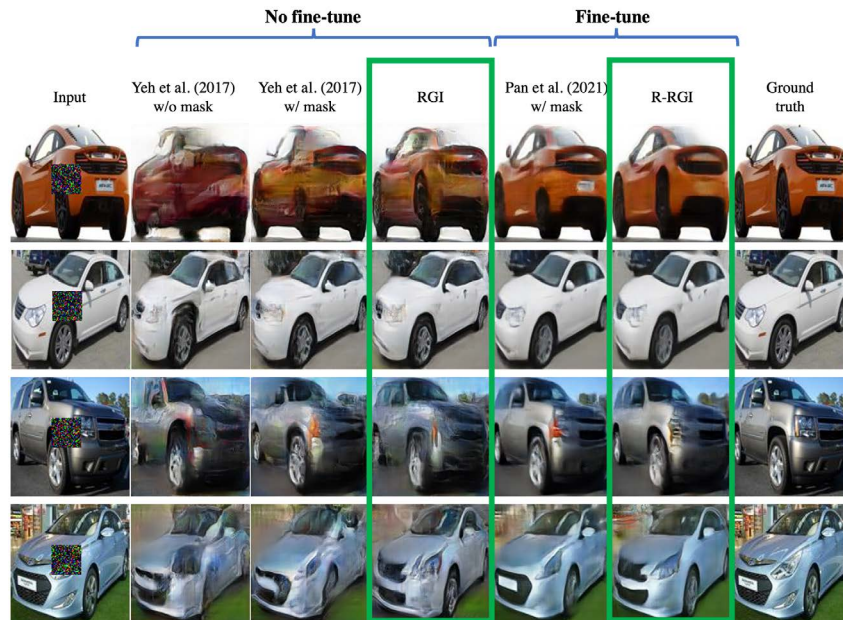 No fine-tune
Fine-tune
Input
Yeh et al. (2017)
w/o mask
Yeh et al. (2017)
w/ mask
RGI
Pan et al. (2021)
w/ mask
R-RGI
Ground
truth